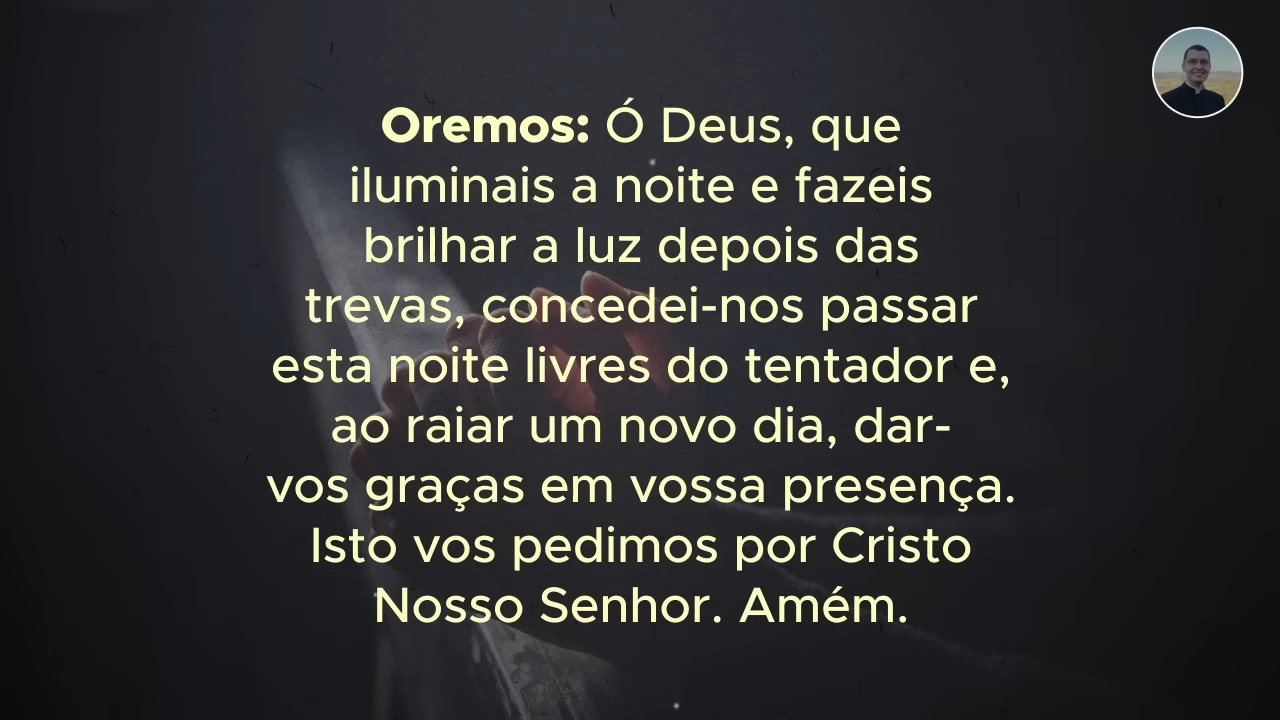 Oremos: Ó Deus, que
iluminais a noite e fazeis
brilhar a luz depois das
trevas, concedei-nos passar
esta noite livres do tentador e,
ao raiar um novo dia, dar-
vos graças em vossa presença.
Isto vos pedimos por Cristo
Nosso Senhor. Amém.